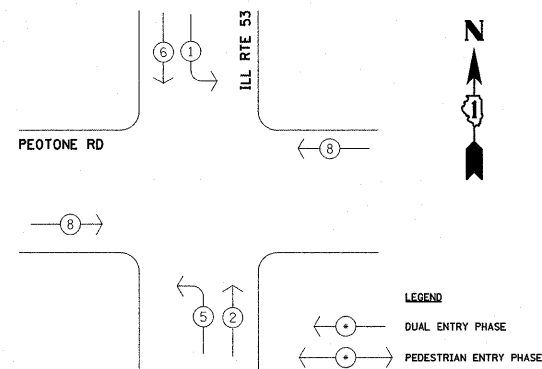 N
6
1
ILL RTE 53
1
PEOTONE RD
8
8
5
2
LEGEND
* DUAL ENTRY PHASE
* PEDESTRIAN ENTRY PHASE